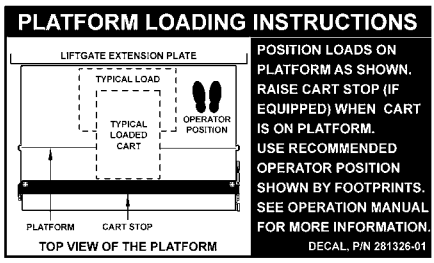 PLATFORM LOADING INSTRUCTIONS
LIFTGATE EXTENSION PLATE
TYPICAL LOAD
TYPICAL
LOADED
CART
OPERATOR
POSITION
PLATFORM
CART STOP
TOP VIEW OF THE PLATFORM
POSITION LOADS ON
PLATFORM AS SHOWN.
RAISE CART STOP (IF
EQUIPPED) WHEN CART
IS ON PLATFORM.
USE RECOMMENDED
OPERATOR POSITION
SHOWN BY FOOTPRINTS.
SEE OPERATION MANUAL
FOR MORE INFORMATION.
DECAL, P/N 281326-01